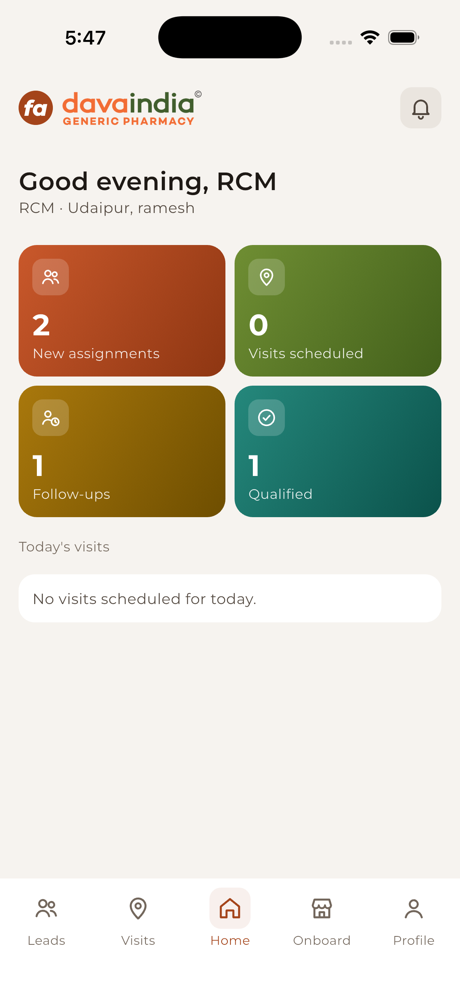 5:47
fa davaindia©
GENERIC PHARMACY
Good evening, RCM
RCM · Udaipur, ramesh
2
New assignments
0
Visits scheduled
1
Follow-ups
1
Qualified
Today's visits
No visits scheduled for today.
Leads
Visits
Home
Onboard
Profile